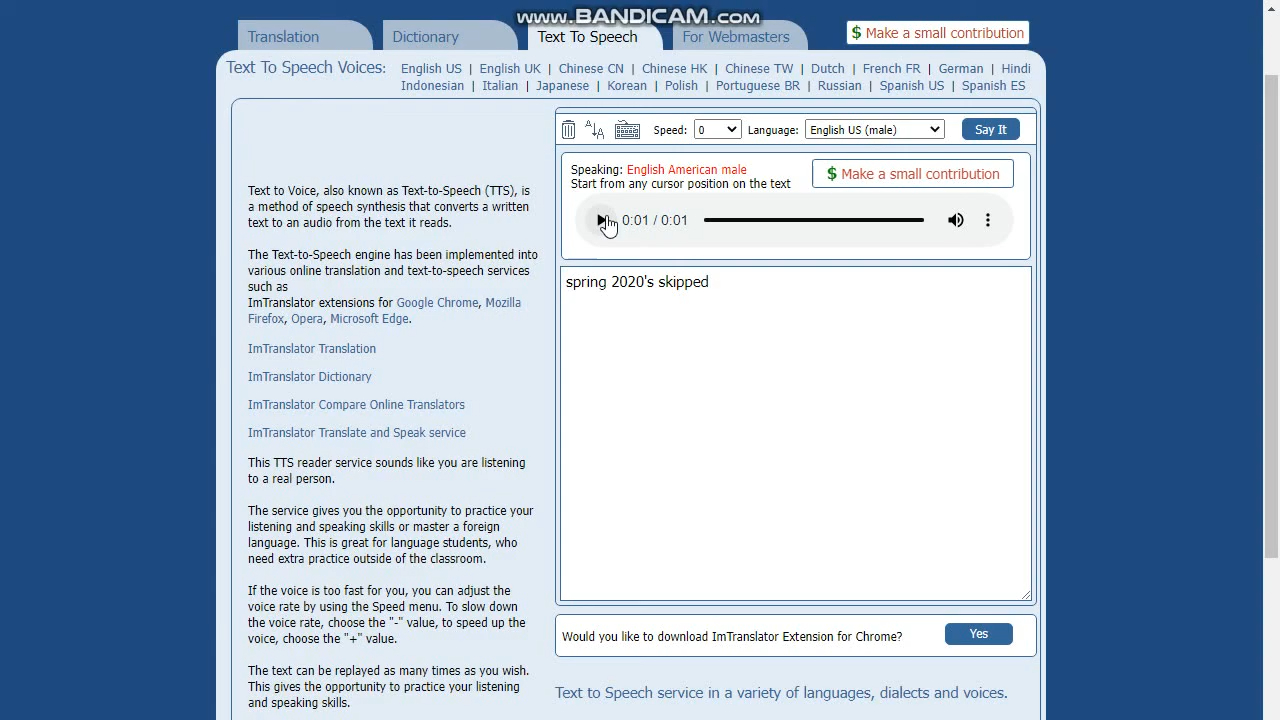 www.BANDICAM.com
Translation
Dictionary
Text To Speech
For Webmasters
$ Make a small contribution
Text To Speech Voices: English US | English UK | Chinese CN | Chinese HK | Chinese TW | Dutch | French FR | German | Hindi
Indonesian | Italian | Japanese | Korean | Polish | Portuguese BR | Russian | Spanish US | Spanish ES
Text to Voice, also known as Text-to-Speech (TTS), is
a method of speech synthesis that converts a written
text to an audio from the text it reads.
The Text-to-Speech engine has been implemented into
various online translation and text-to-speech services
such as
ImTranslator extensions for Google Chrome, Mozilla
Firefox, Opera, Microsoft Edge.
ImTranslator Translation
ImTranslator Dictionary
ImTranslator Compare Online Translators
ImTranslator Translate and Speak service
This TTS reader service sounds like you are listening
to a real person.
The service gives you the opportunity to practice your
listening and speaking skills or master a foreign
language. This is great for language students, who
need extra practice outside of the classroom.
If the voice is too fast for you, you can adjust the
voice rate by using the Speed menu. To slow down
the voice rate, choose the "-" value, to speed up the
voice, choose the "+" value.
The text can be replayed as many times as you wish.
This gives the opportunity to practice your listening
and speaking skills.
Speed: 0 Language: English US (male) Say It
Speaking: English American male
Start from any cursor position on the text
$ Make a small contribution
0:01 / 0:01
spring 2020's skipped
Would you like to download ImTranslator Extension for Chrome? Yes
Text to Speech service in a variety of languages, dialects and voices.